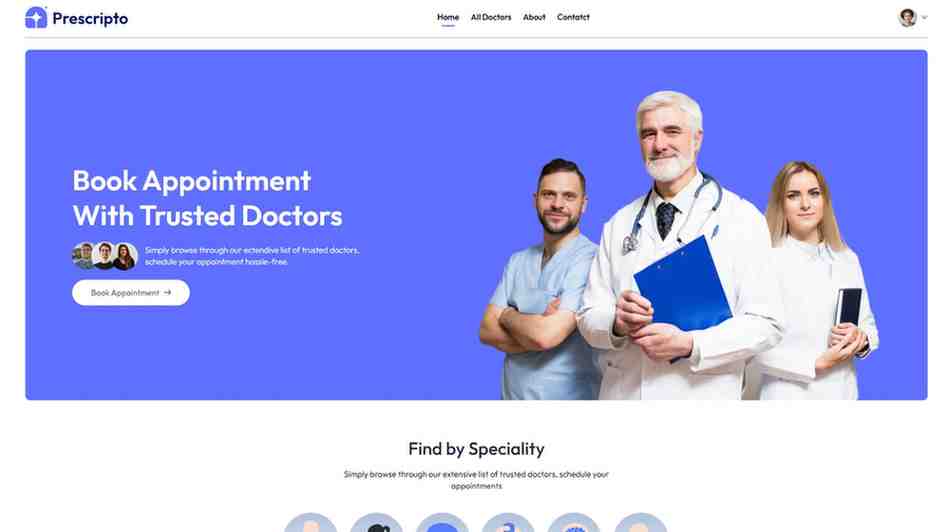 Prescripto
Home
All Doctors
About
Contatct
Book Appointment
With Trusted Doctors
Simply browse through our extendive list of trusted doctors,
schedule your appointment hassle-free.
Book Appointment →
Find by Speciality
Simply browse through our extensive list of trusted doctors, schedule your
appointments